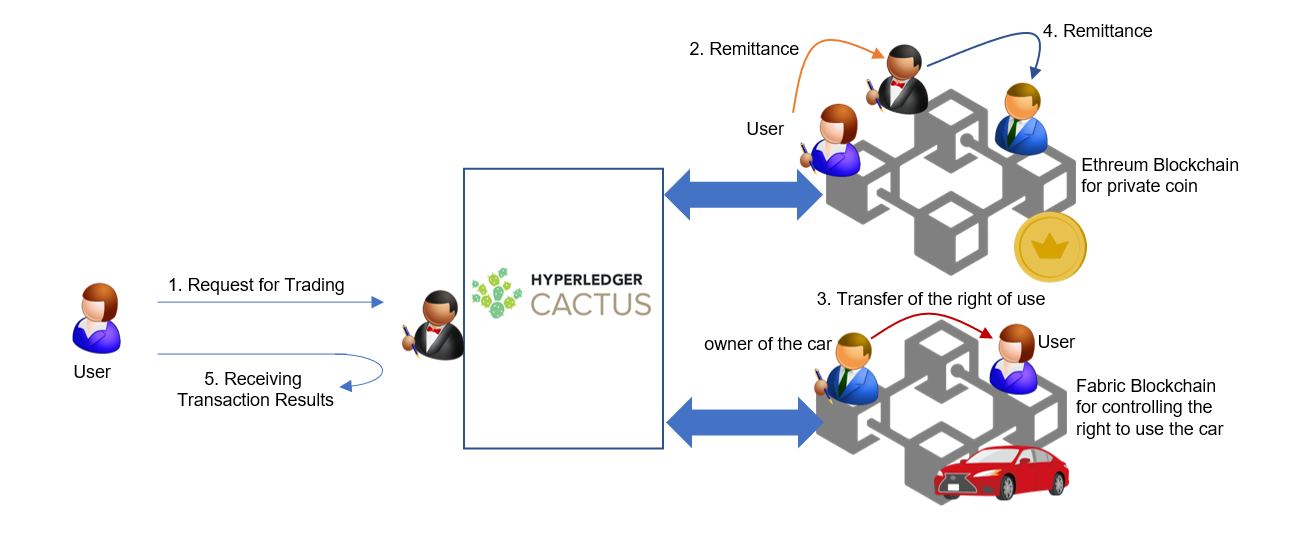 2. Remittance
4. Remittance
User
Ethreum Blockchain
for private coin
HYPERLEDGER
CACTUS
1. Request for Trading
User
5. Receiving
Transaction Results
3. Transfer of the right of use
owner of the car
User
Fabric Blockchain
for controlling the
right to use the car